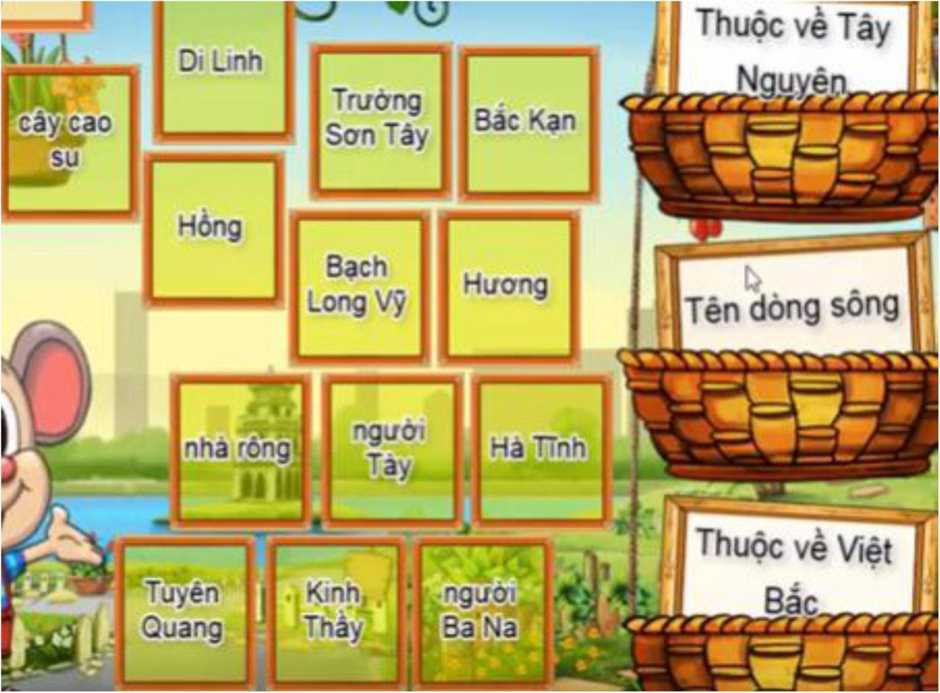 Di Linh
Trường
Sơn Tây
Bắc Kạn
cây cao
su
Hồng
Bạch
Long Vỹ
Hương
nhà rông
người
Tày
Hà Tĩnh
Tuyên
Quang
Kinh
Thầy
người
Ba Na
Thuộc về Tây
Nguyên
Tên dòng sông
Thuộc về Việt
Bắc